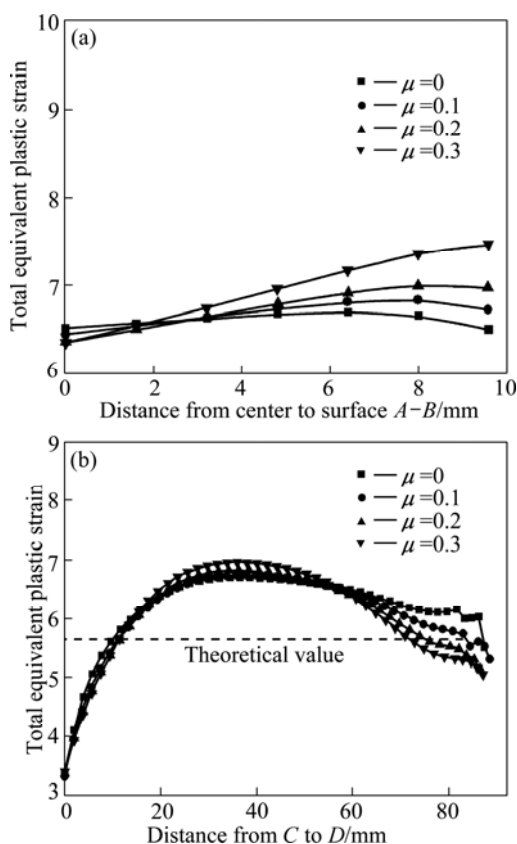 (a)
μ=0
μ=0.1
μ=0.2
μ=0.3
Total equivalent plastic strain
10
9
8
7
6
0 2 4 6 8 10
Distance from center to surface A−B/mm
(b)
μ=0
μ=0.1
μ=0.2
μ=0.3
Total equivalent plastic strain
9
8
7
6
5
4
3
Theoretical value
0 20 40 60 80
Distance from C to D/mm